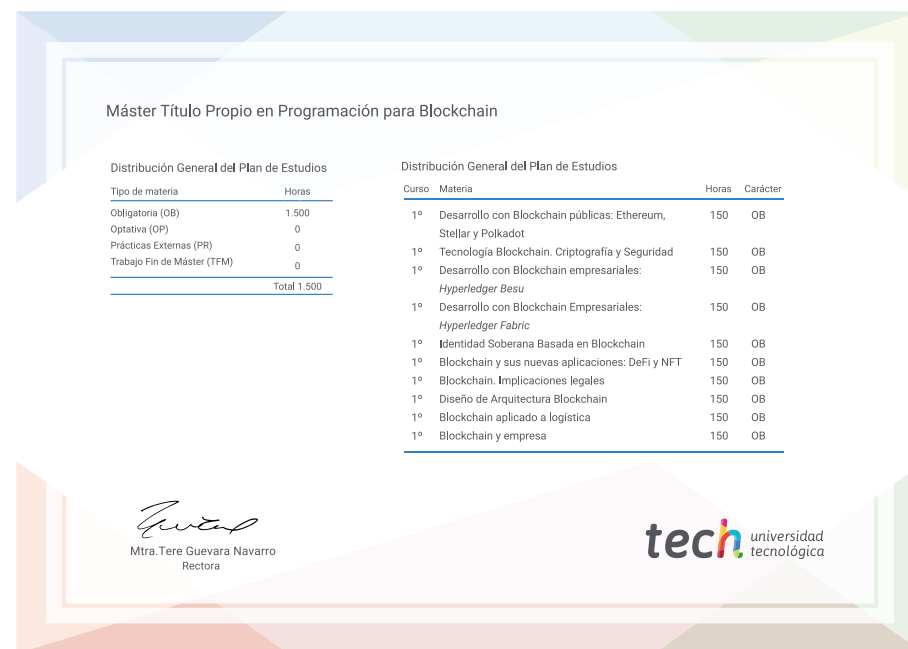 Máster Título Propio en Programación para Blockchain
Distribución General del Plan de Estudios
Tipo de materia Horas
Obligatoria (OB) 1.500
Optativa (OP) 0
Prácticas Externas (PR) 0
Trabajo Fin de Máster (TFM) 0
Total 1.500
Distribución General del Plan de Estudios
Curso Materia Horas Carácter
1º Desarrollo con Blockchain públicas: Ethereum, 150 OB
Stellar y Polkadot
1º Tecnología Blockchain. Criptografía y Seguridad 150 OB
1º Desarrollo con Blockchain empresariales: 150 OB
Hyperledger Besu
1º Desarrollo con Blockchain Empresariales: 150 OB
Hyperledger Fabric
1º Identidad Soberana Basada en Blockchain 150 OB
1º Blockchain y sus nuevas aplicaciones: DeFi y NFT 150 OB
1º Blockchain. Implicaciones legales 150 OB
1º Diseño de Arquitectura Blockchain 150 OB
1º Blockchain aplicado a logística 150 OB
1º Blockchain y empresa 150 OB
Mtra.Tere Guevara Navarro
Rectora
tech universidad
tecnológica